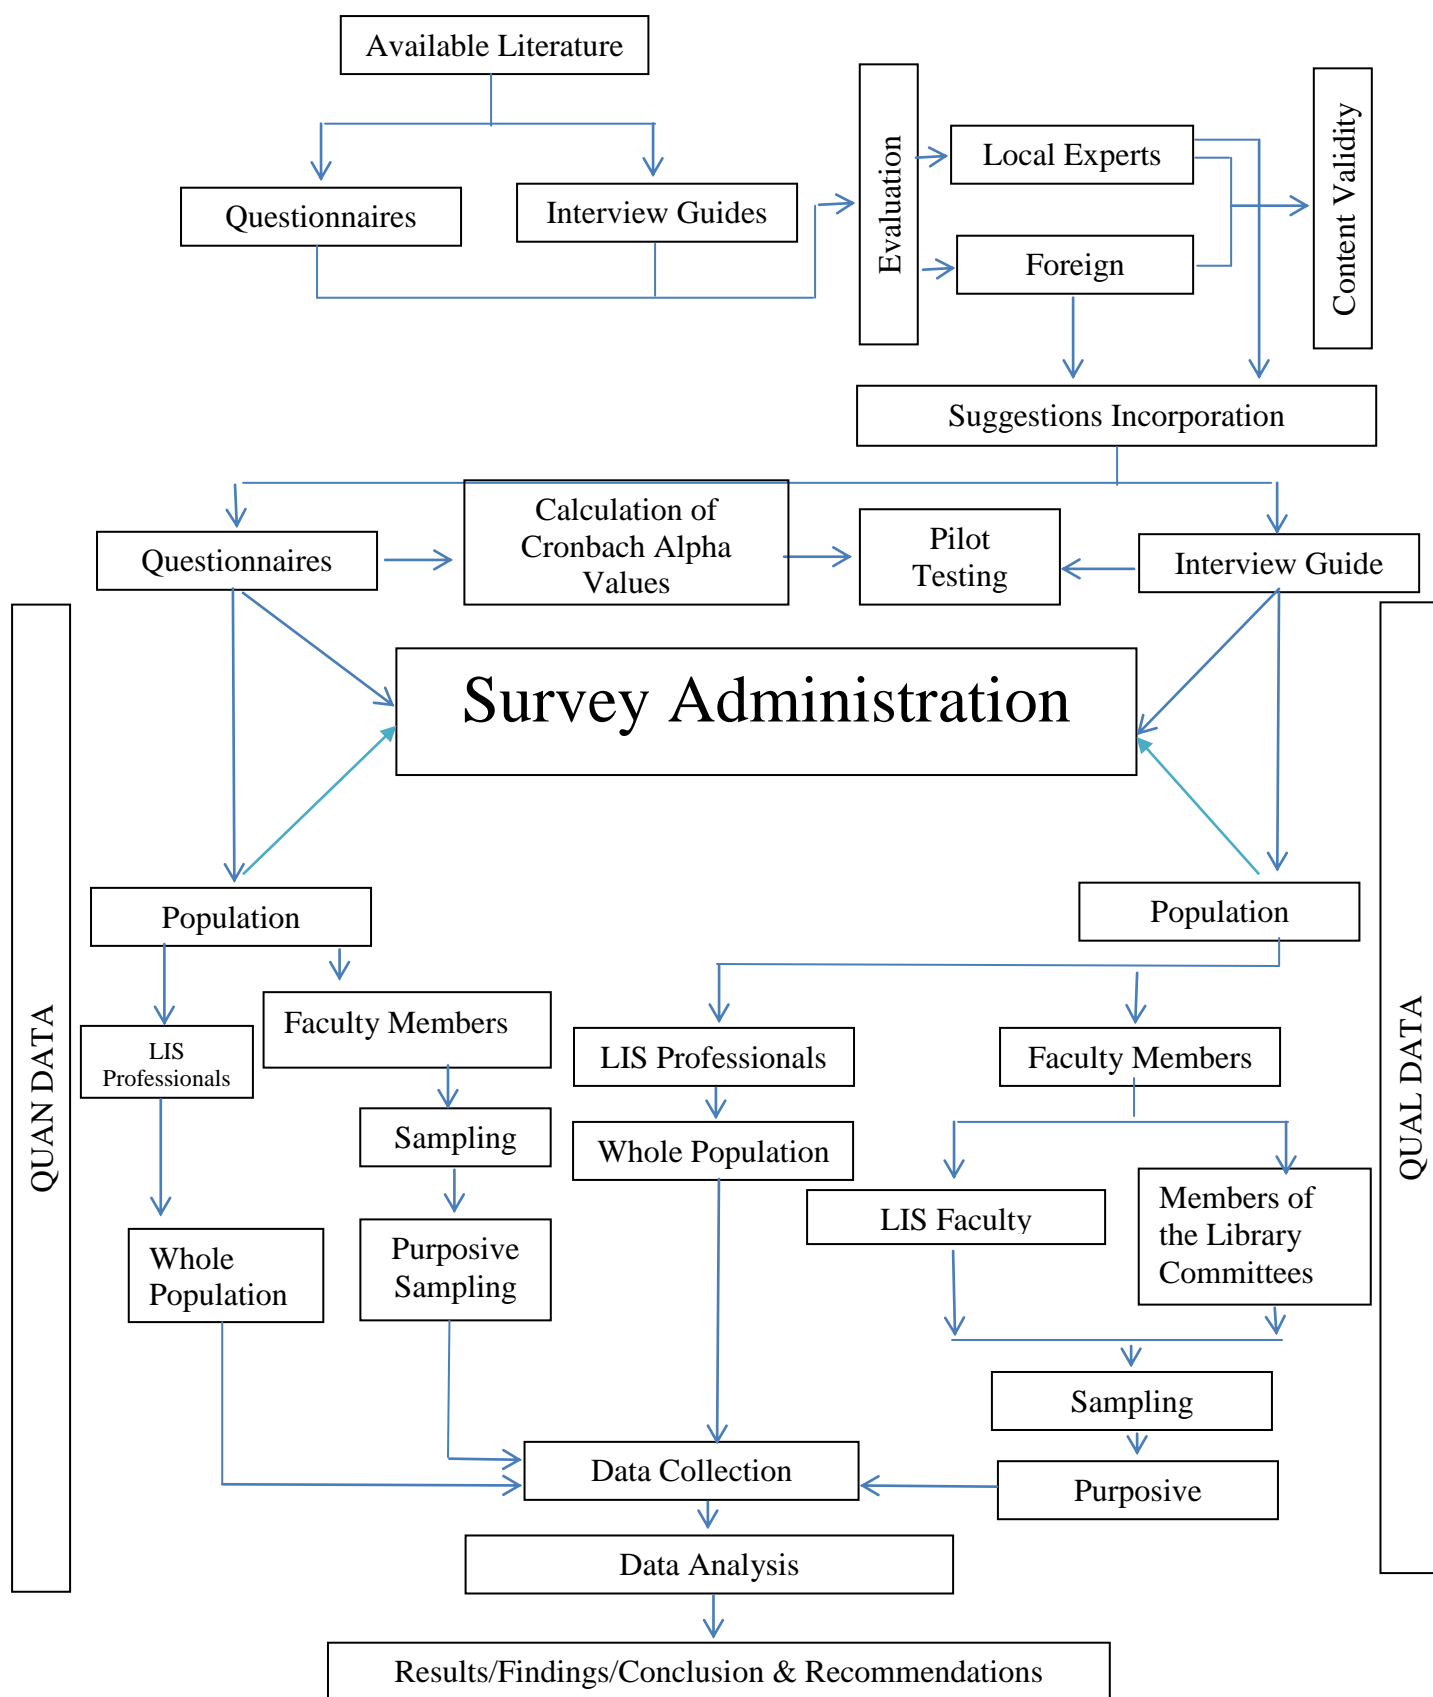 Available Literature
Questionnaires
Interview Guides
Evaluation
Local Experts
Foreign
Content Validity
Suggestions Incorporation
Questionnaires
Calculation of
Cronbach Alpha
Values
Pilot
Testing
Interview Guide
Survey Administration
QUAN DATA
QUAL DATA
Population
Population
LIS
Professionals
Faculty Members
LIS Professionals
Faculty Members
Sampling
Whole Population
Whole
Population
Purposive
Sampling
LIS Faculty
Members of
the Library
Committees
Sampling
Purposive
Data Collection
Data Analysis
Results/Findings/Conclusion & Recommendations